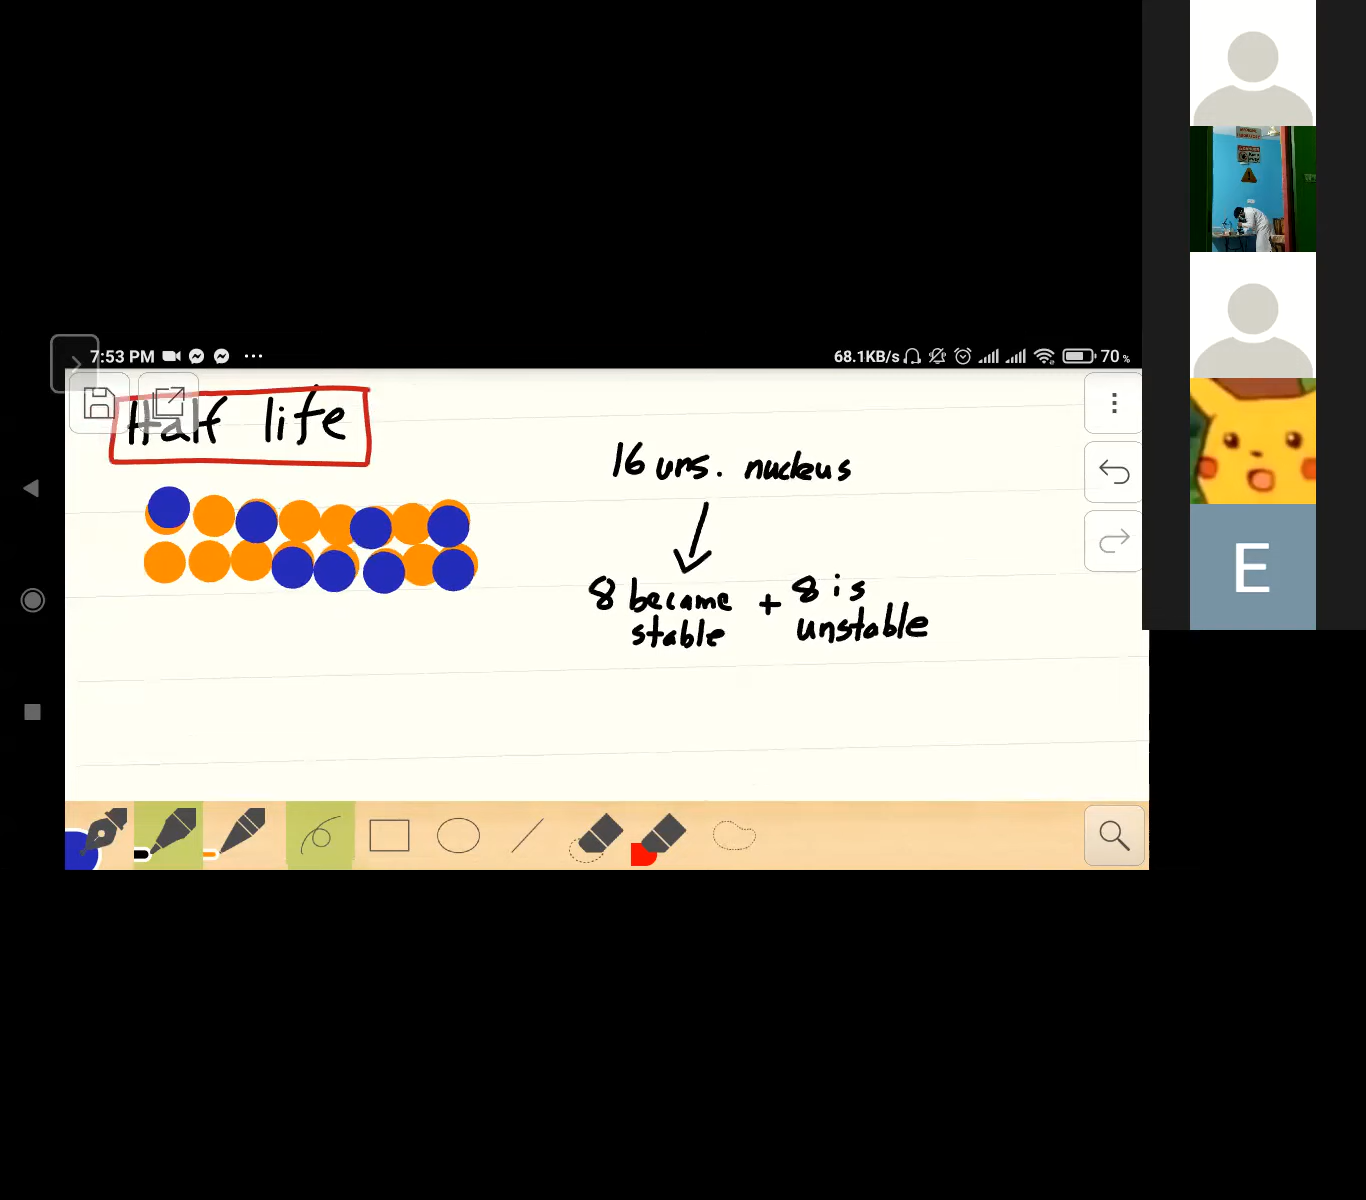 7:53 PM
68.1KB/s
70 %
Half life
16 uns. nucleus
8 became
stable
+
8 is
unstable
E